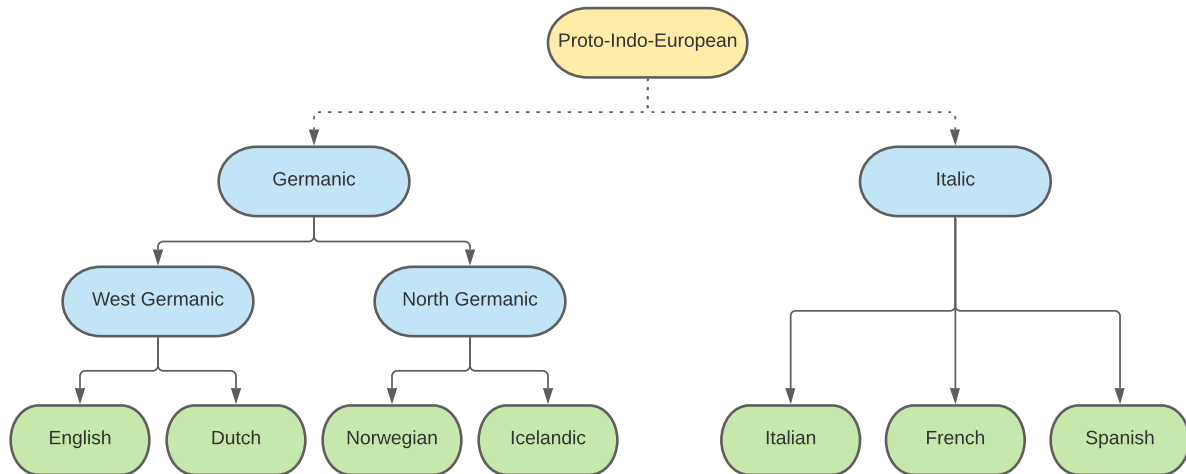 Proto-Indo-European
Germanic
Italic
West Germanic
North Germanic
English
Dutch
Norwegian
Icelandic
Italian
French
Spanish